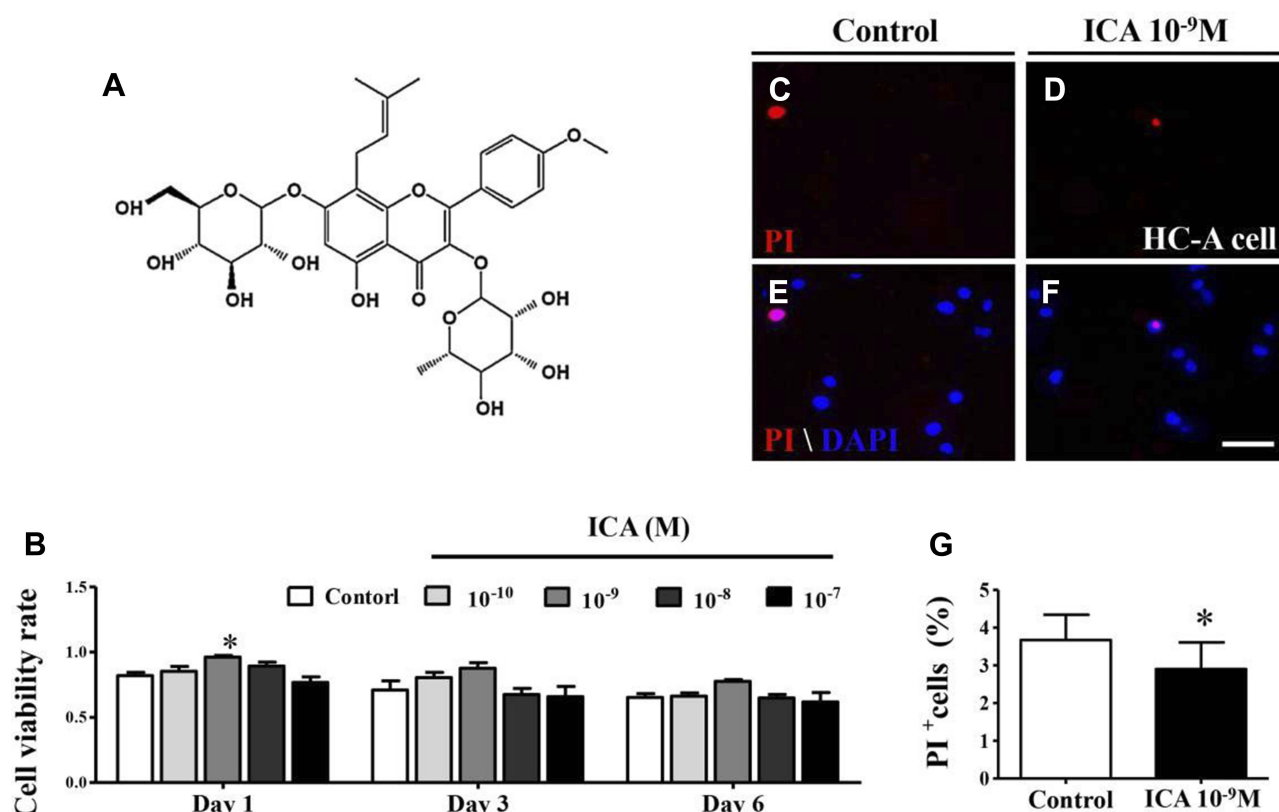 A
O
OH
O
O
O
OH
OH
OH
OH
O
O
O
OH
OH
OH
Control
ICA 10⁻⁹M
C
PI
D
HC-A cell
E
PI \ DAPI
F
B
ICA (M)
Contorl
10⁻¹⁰
10⁻⁹
10⁻⁸
10⁻⁷
Cell viability rate
1.5
1.0
0.5
0.0
*
Day 1
Day 3
Day 6
G
PI⁺cells (%)
5
4
3
2
1
0
*
Control
ICA 10⁻⁹M